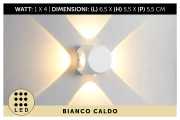 WATT: 1 X 4 | DIMENSIONI: (L) 6,5 X (H) 5,5 X (P) 5,5 CM
LED
BIANCO CALDO